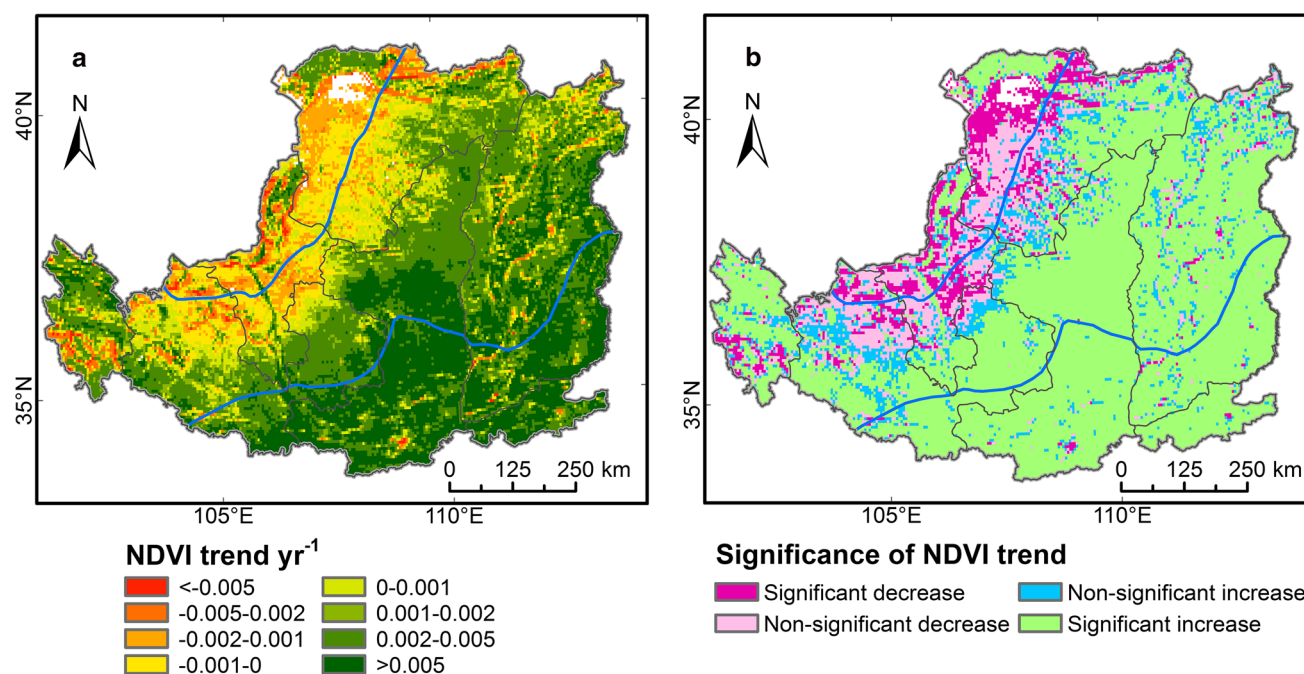 a
N
40°N
35°N
0 125 250 km
105°E 110°E
NDVI trend yr-1
<-0.005 0-0.001
-0.005-0.002 0.001-0.002
-0.002-0.001 0.002-0.005
-0.001-0 >0.005
b
N
40°N
35°N
0 125 250 km
105°E 110°E
Significance of NDVI trend
Significant decrease Non-significant increase
Non-significant decrease Significant increase